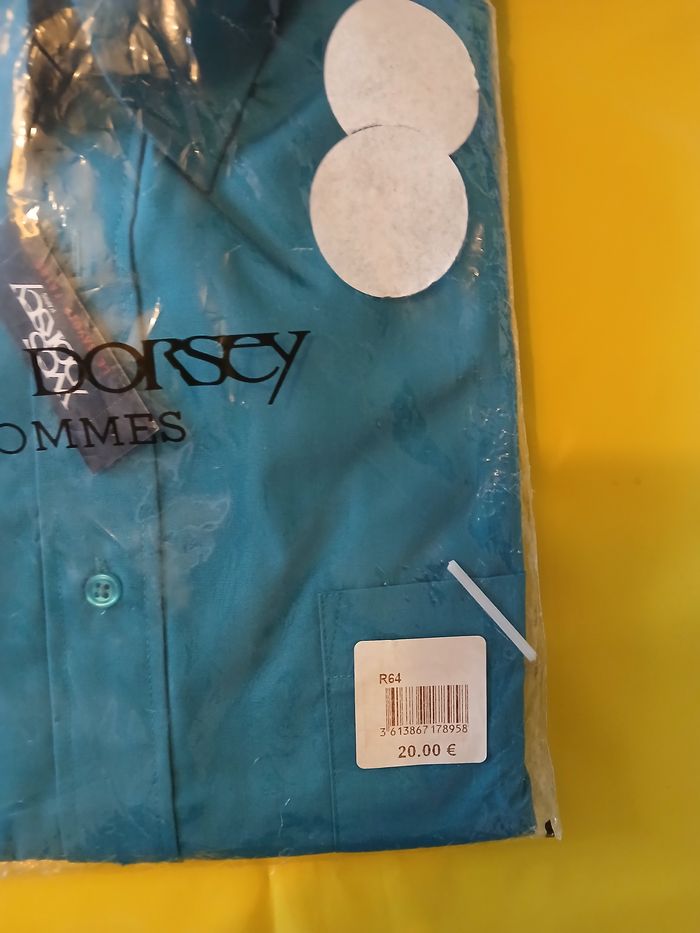 DORSEY
OMMES
R64
3 613867 178958
20.00 €